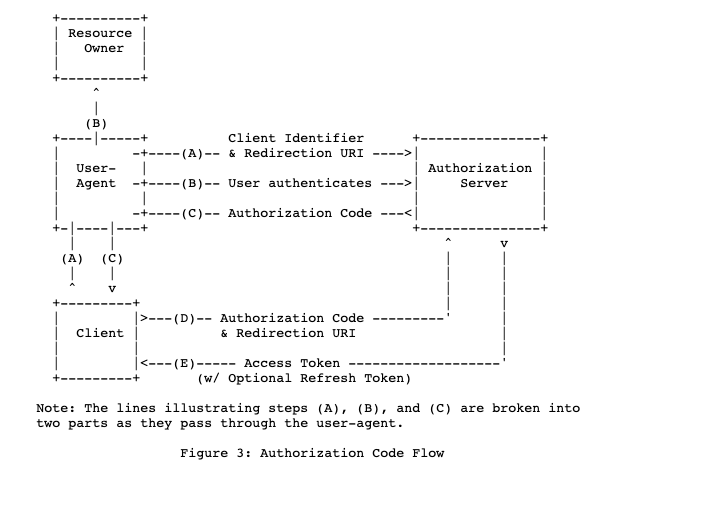 Resource
Owner
(B)
Client Identifier
(A) & Redirection URI
User-
Agent
(B) User authenticates
Authorization
Server
(C) Authorization Code
(A) (C)
(D) Authorization Code
& Redirection URI
Client
(E) Access Token
(w/ Optional Refresh Token)
Note: The lines illustrating steps (A), (B), and (C) are broken into
two parts as they pass through the user-agent.
Figure 3: Authorization Code Flow